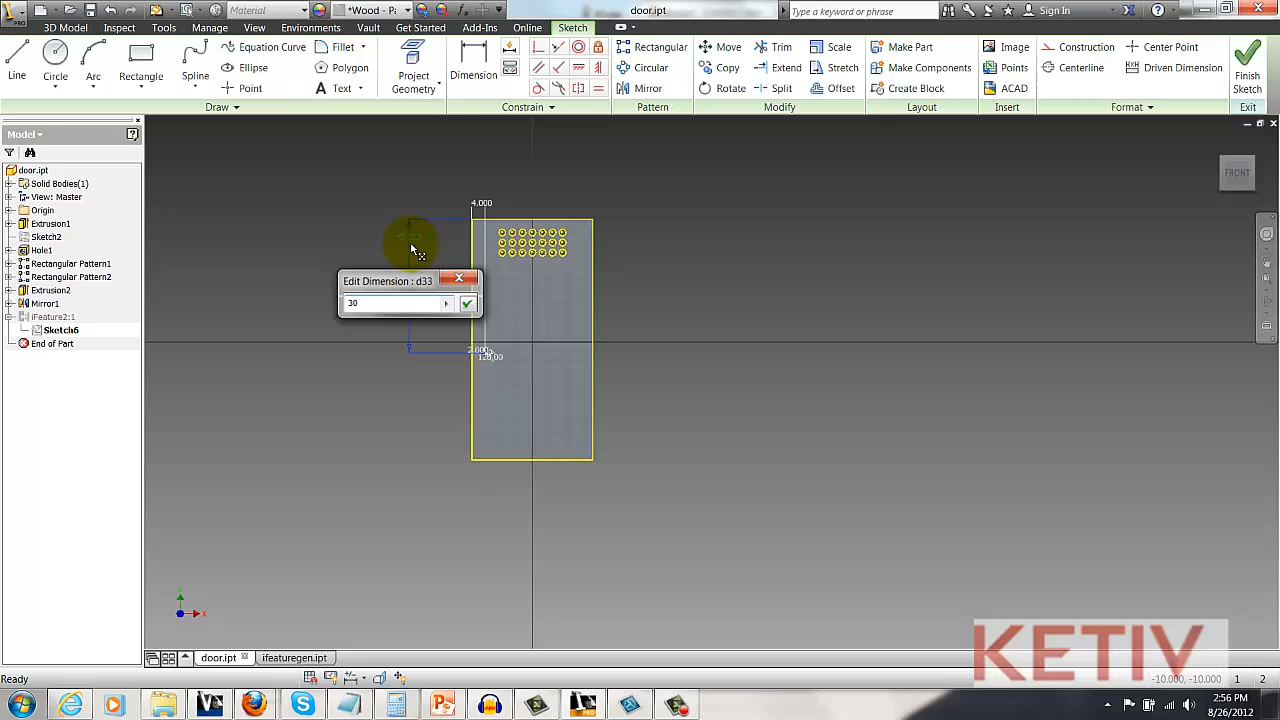 PRO
Material
*Wood - Pa
door.ipt
Type a keyword or phrase
Sign In
3D Model
Inspect
Tools
Manage
View
Environments
Vault
Get Started
Add-Ins
Online
Sketch
Line
Circle
Arc
Rectangle
Spline
Equation Curve
Ellipse
Point
Fillet
Polygon
Text
Project
Geometry
Dimension
Rectangular
Circular
Mirror
Move
Copy
Rotate
Trim
Extend
Split
Scale
Stretch
Offset
Make Part
Make Components
Create Block
Image
Points
ACAD
Construction
Centerline
Center Point
Driven Dimension
Finish
Sketch
Draw
Constrain
Pattern
Modify
Layout
Insert
Format
Exit
Model
door.ipt
Solid Bodies(1)
View: Master
Origin
Extrusion1
Sketch2
Hole1
Rectangular Pattern1
Rectangular Pattern2
Extrusion2
Mirror1
iFeature2:1
Sketch6
End of Part
FRONT
4.000
Edit Dimension : d33
30
2.000
120.00
X
door.ipt
ifeaturegen.ipt
KETIV
Ready
-10.000, -10.000
1
2
2:56 PM
8/26/2012